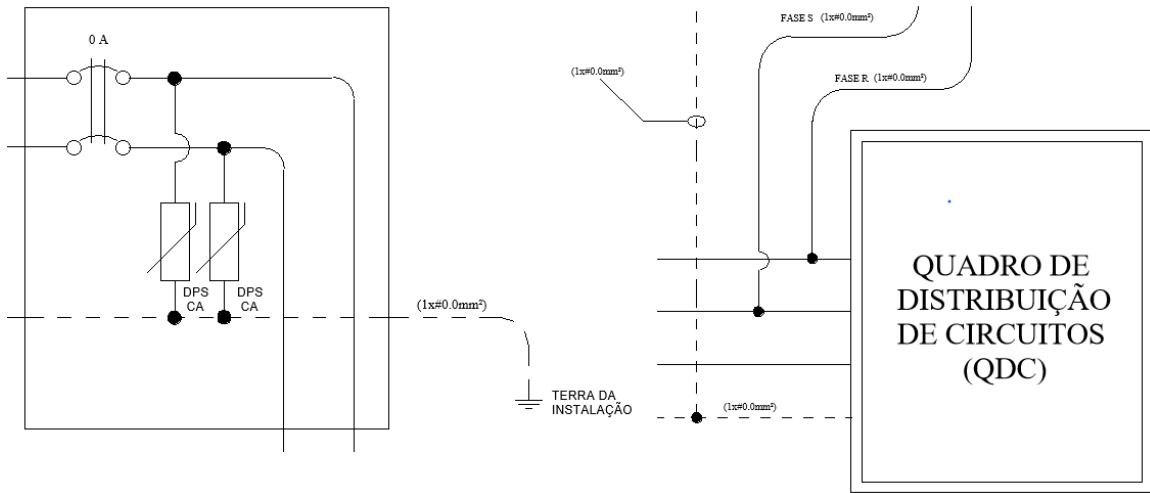 0 A
DPS
CA
DPS
CA
(1x#0.0mm²)
TERRA DA
INSTALAÇÃO
FASE S (1x#0.0mm²)
(1x#0.0mm²)
FASE R (1x#0.0mm²)
QUADRO DE
DISTRIBUIÇÃO
DE CIRCUITOS
(QDC)
(1x#0.0mm²)